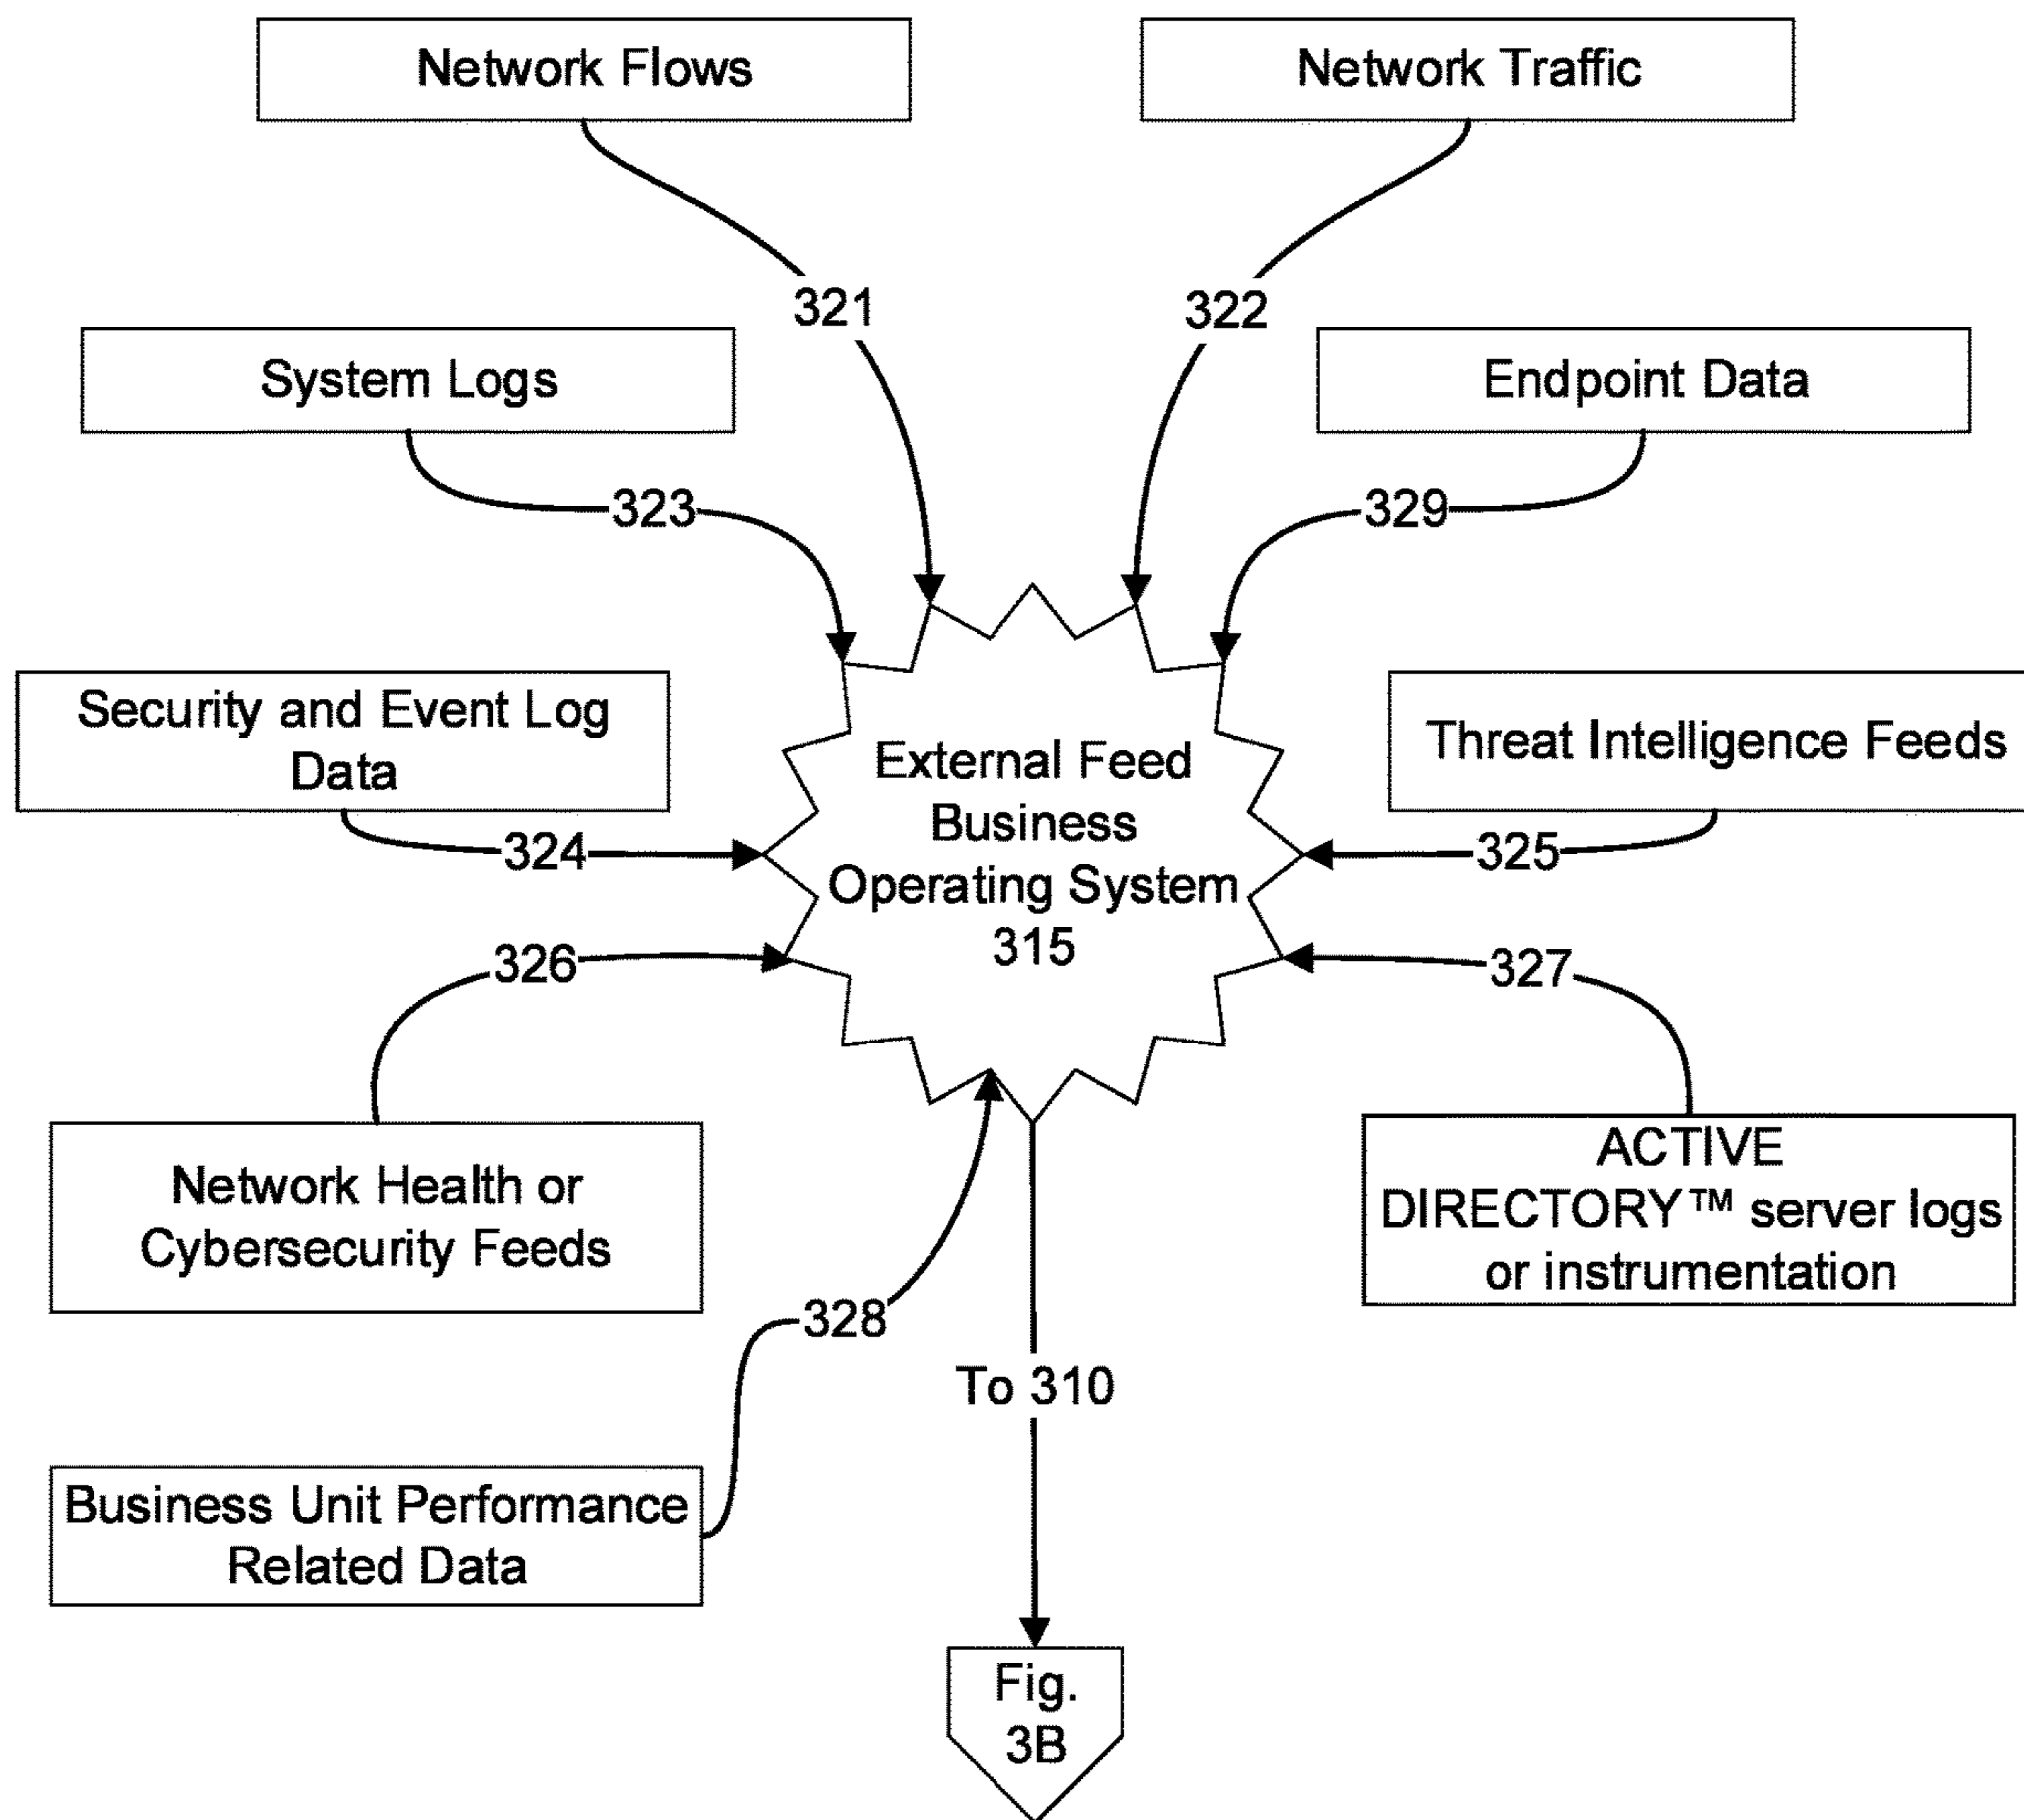 Network Flows
Network Traffic
321
322
System Logs
Endpoint Data
323
329
Security and Event Log
Data
Threat Intelligence Feeds
External Feed
Business
Operating System
315
324
325
326
327
Network Health or
Cybersecurity Feeds
ACTIVE
DIRECTORY™ server logs
or instrumentation
328
To 310
Business Unit Performance
Related Data
Fig.
3B